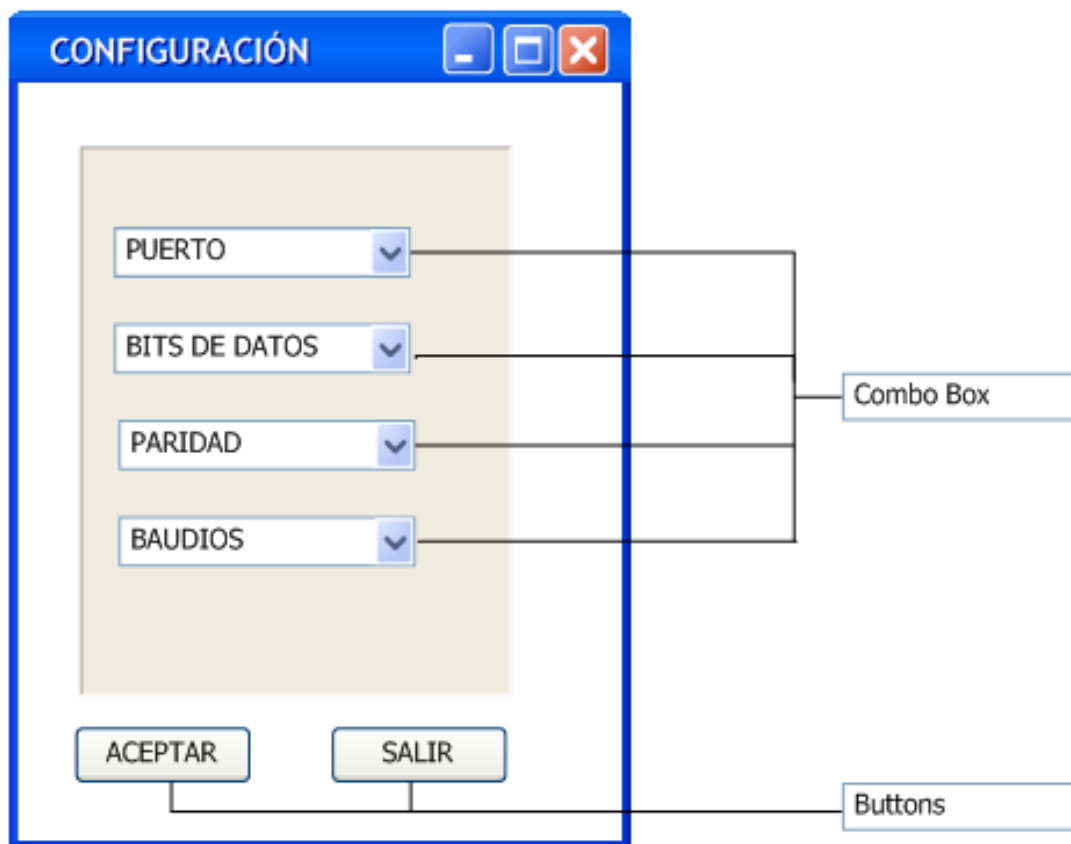 CONFIGURACIÓN
PUERTO
BITS DE DATOS
Combo Box
PARIDAD
BAUDIOS
ACEPTAR
SALIR
Buttons